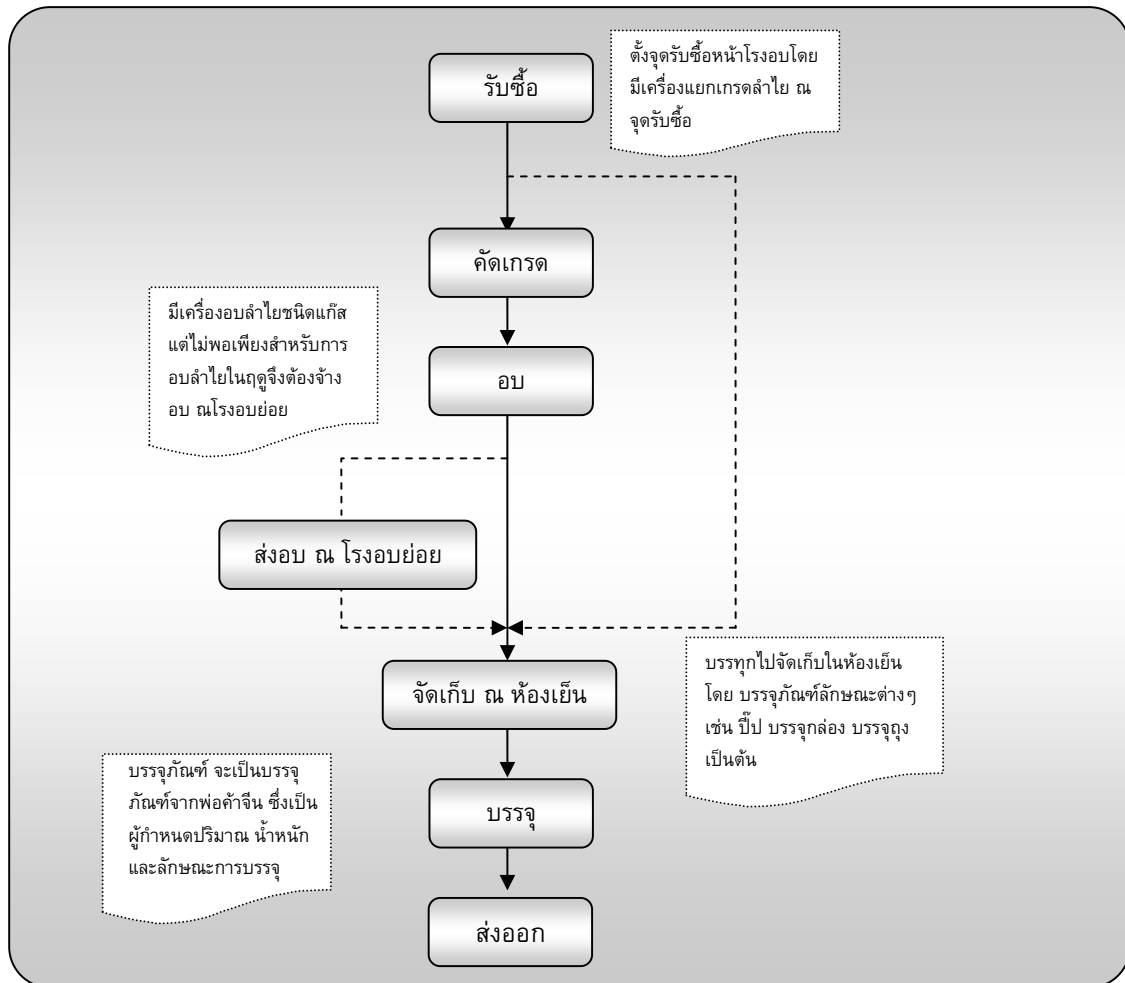 ตั้งจุดรับซื้อหน้าโรงอบโดย
มีเครื่องแยกเกรดลำไย ณ
จุดรับซื้อ
รับซื้อ
คัดเกรด
มีเครื่องอบลำไยชนิดแก๊ส
แต่ไม่พอเพียงสำหรับการ
อบลำไยในฤดูจึงต้องจ้าง
อบ ณโรงอบย่อย
อบ
ส่งอบ ณ โรงอบย่อย
จัดเก็บ ณ ห้องเย็น
บรรทุกไปจัดเก็บในห้องเย็น
โดย บรรจุภัณฑ์ลักษณะต่างๆ
เช่น ปี๊ป บรรจุกล่อง บรรจุถุง
เป็นต้น
บรรจุภัณฑ์ จะเป็นบรรจุ
ภัณฑ์จากพ่อค้าจีน ซึ่งเป็น
ผู้กำหนดปริมาณ น้ำหนัก
และลักษณะการบรรจุ
บรรจุ
ส่งออก